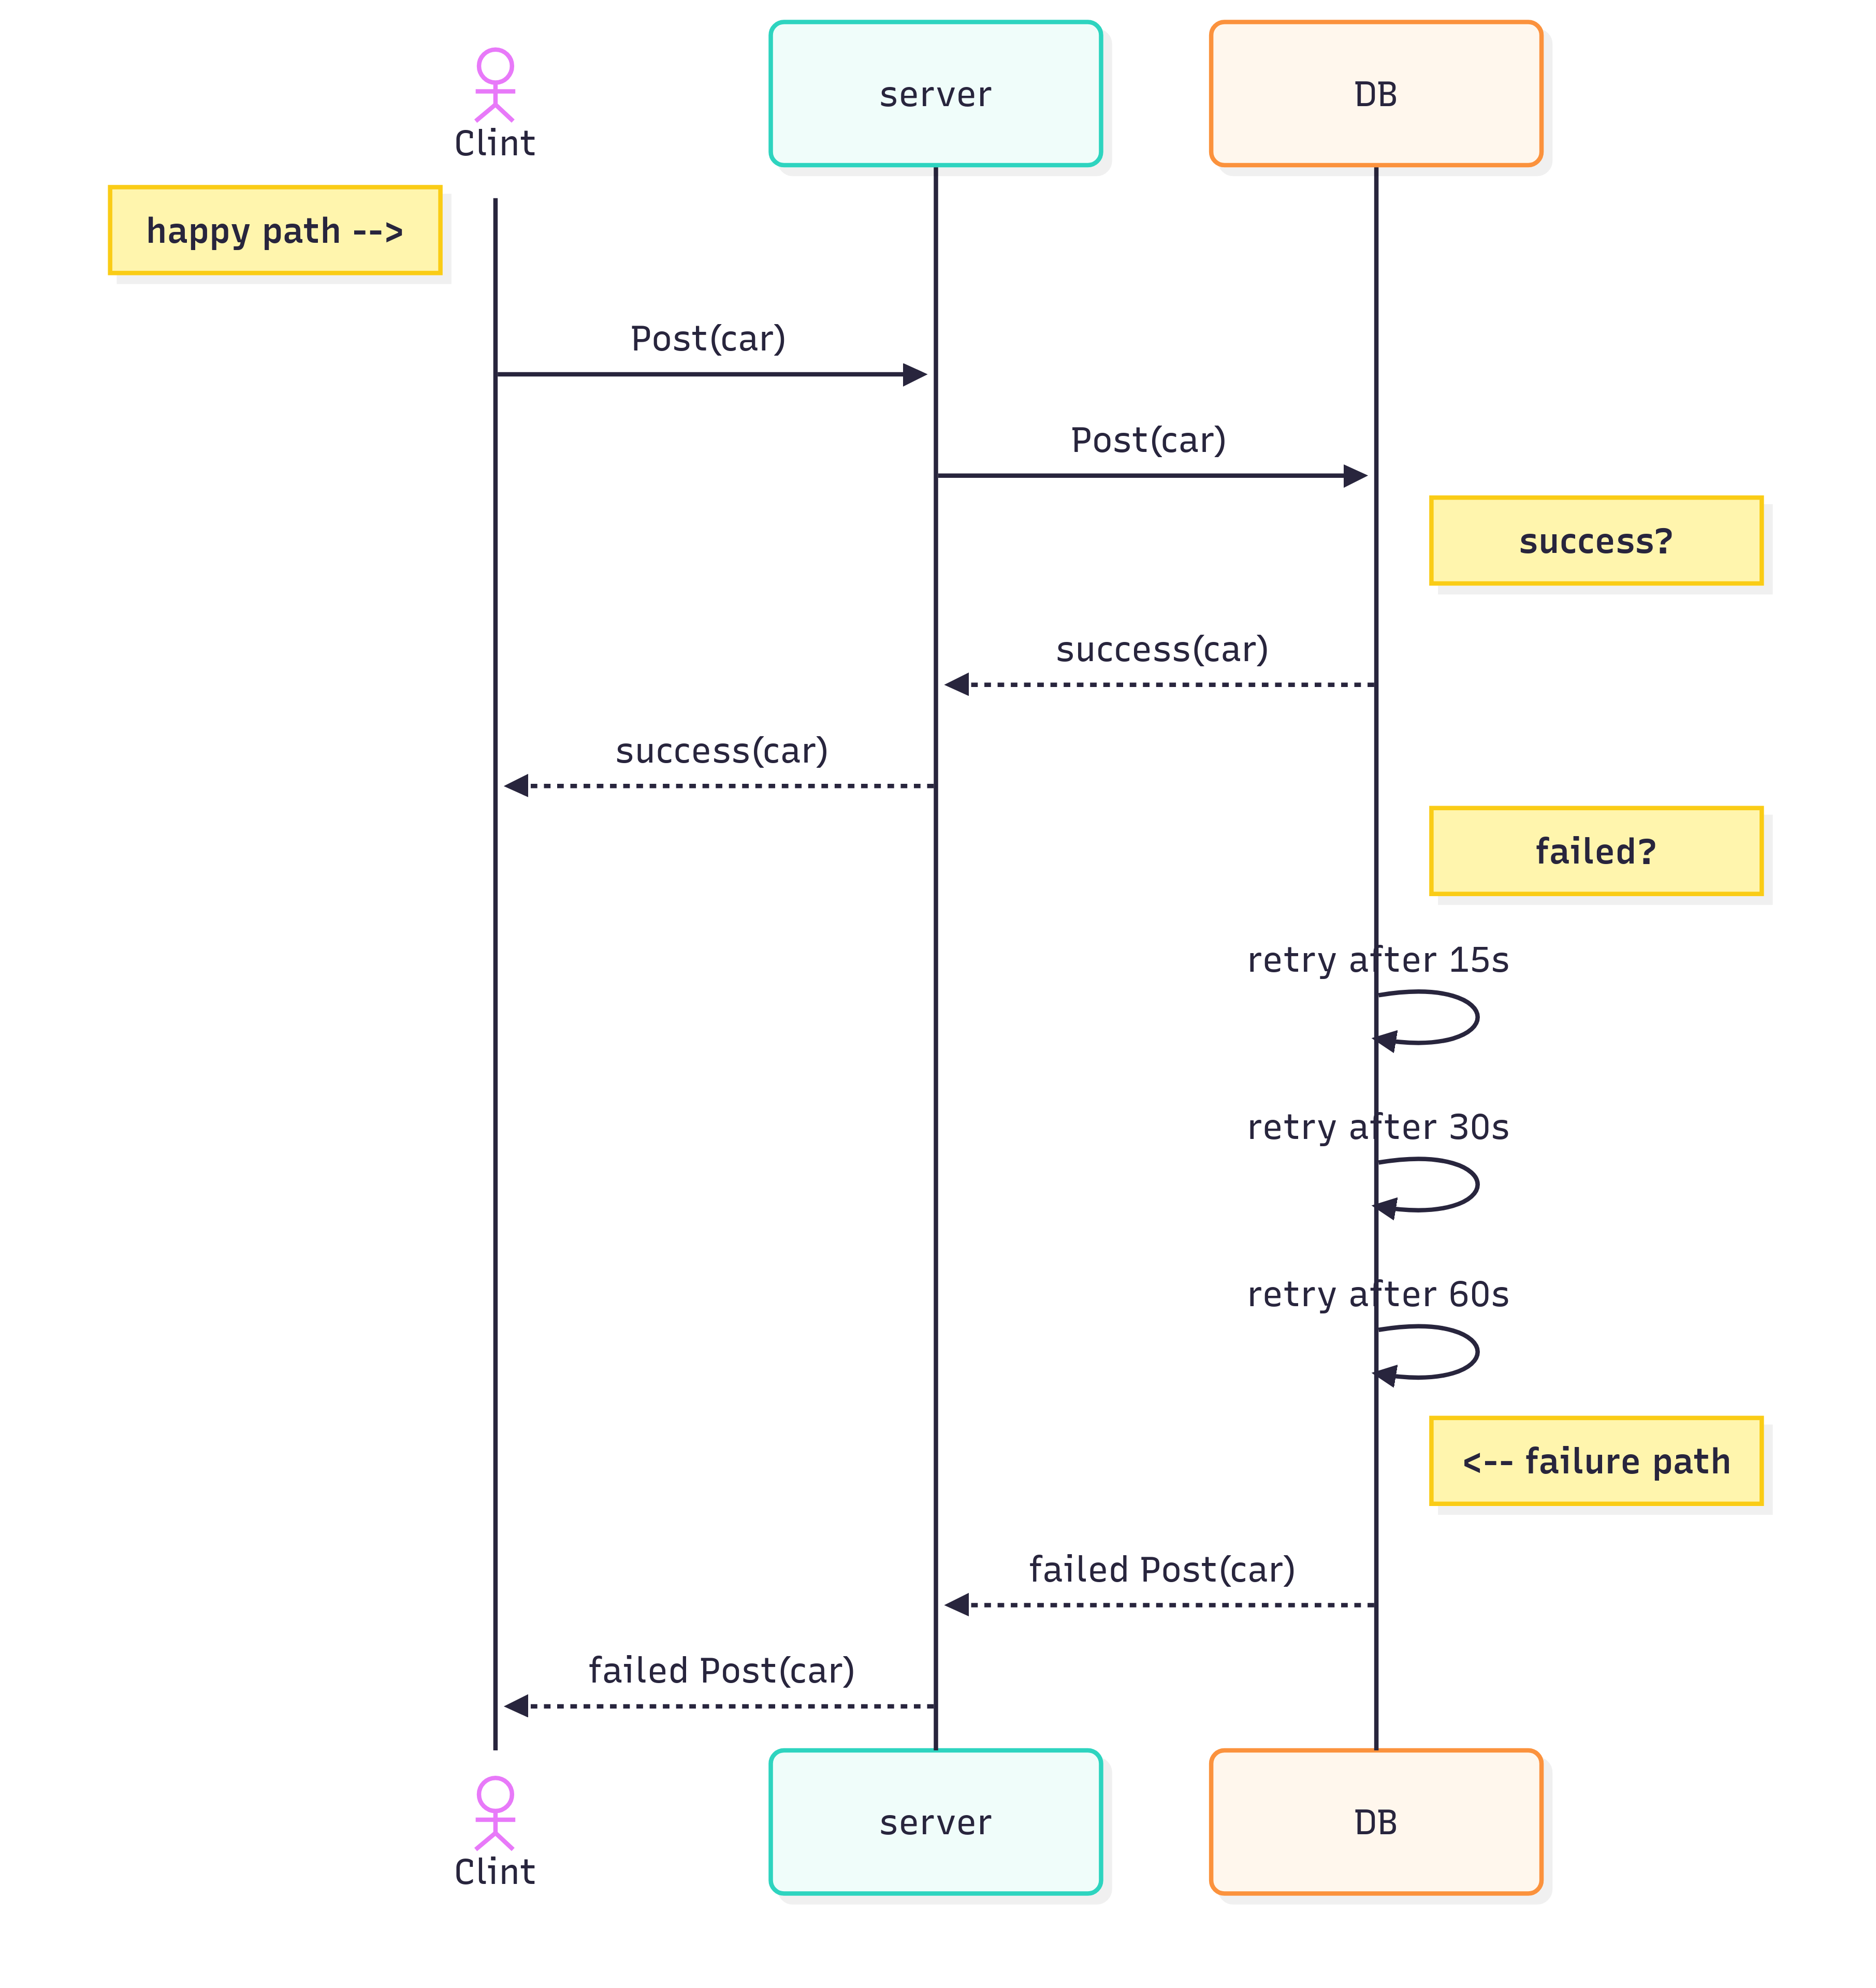 Clint
server
DB
happy path -->
Post(car)
Post(car)
success?
success(car)
success(car)
failed?
retry after 15s
retry after 30s
retry after 60s
<-- failure path
failed Post(car)
failed Post(car)
Clint
server
DB